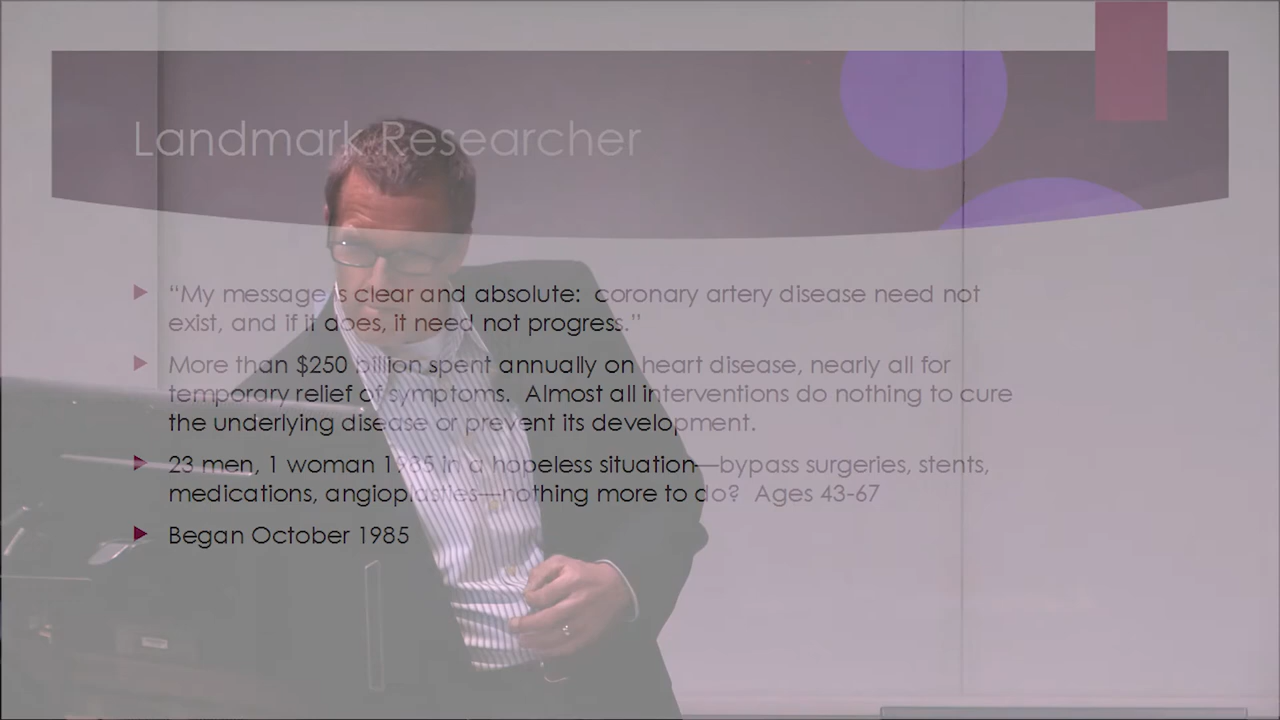 Landmark Researcher
“My message is clear and absolute:  coronary artery disease need not
exist, and if it does, it need not progress.”
More than $250 billion spent annually on heart disease, nearly all for
temporary relief of symptoms.  Almost all interventions do nothing to cure
the underlying disease or prevent its development.
23 men, 1 woman 1985 in a hopeless situation—bypass surgeries, stents,
medications, angioplasties—nothing more to do?  Ages 43-67
Began October 1985